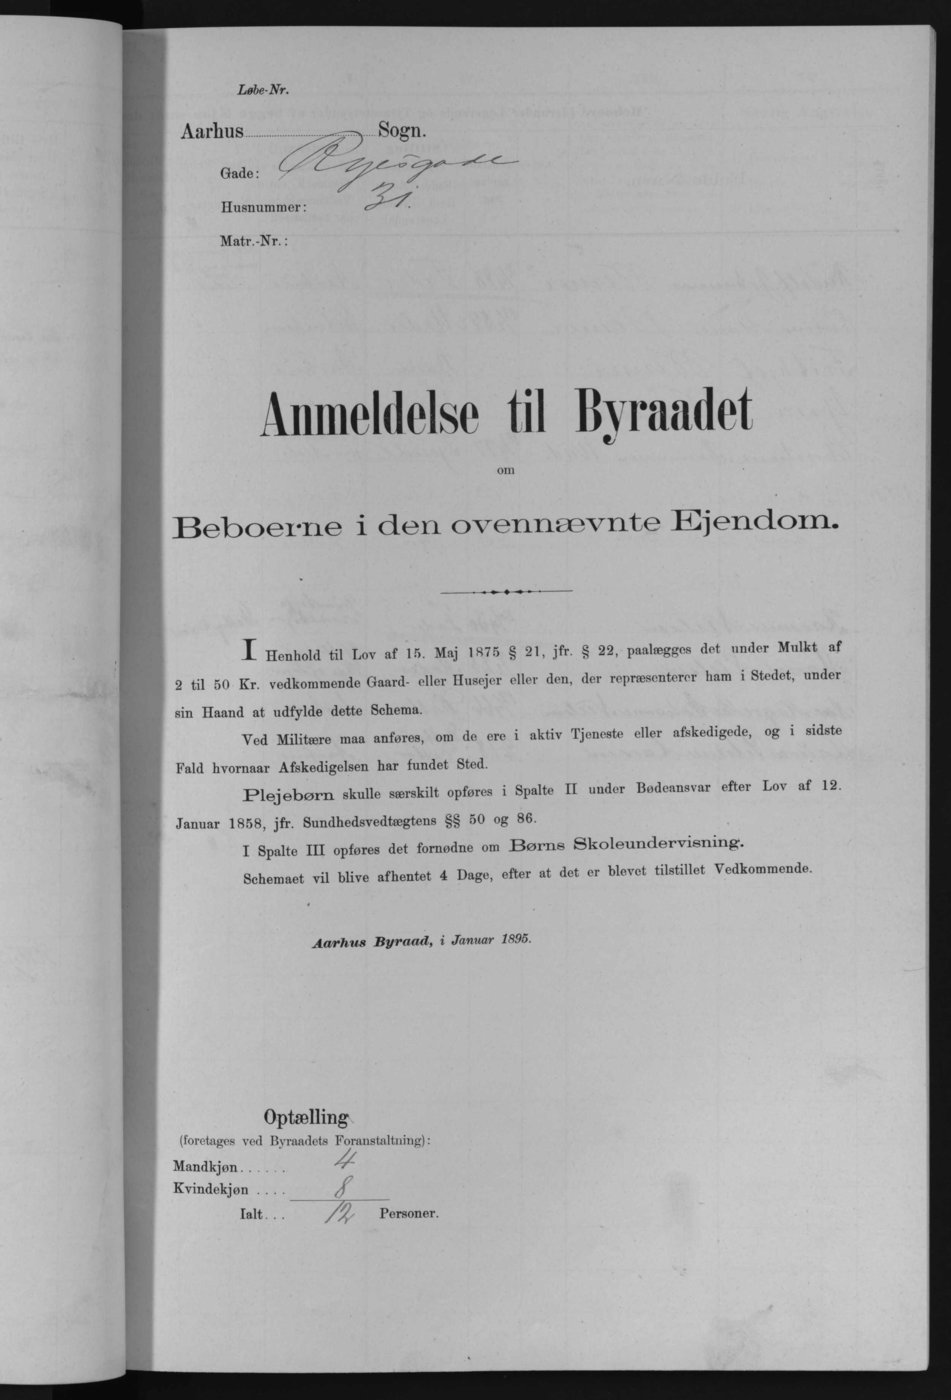 Løbe-Nr.
Aarhus Sogn.
Gade: Ryesgade
Husnummer: 31.
Matr.-Nr.:
Anmeldelse til Byraadet
om
Beboerne i den ovennævnte Ejendom.
I Henhold til Lov af 15. Maj 1875 § 21, jfr. § 22, paalægges det under Mulkt af
2 til 50 Kr. vedkommende Gaard- eller Husejer eller den, der repræsenterer ham i Stedet, under
sin Haand at udfylde dette Schema.
Ved Militære maa anføres, om de ere i aktiv Tjeneste eller afskedigede, og i sidste
Fald hvornaar Afskedigelsen har fundet Sted.
Plejebørn skulle særskilt opføres i Spalte II under Bødeansvar efter Lov af 12.
Januar 1858, jfr. Sundhedsvedtægtens §§ 50 og 86.
I Spalte III opføres det fornødne om Børns Skoleundervisning.
Schemaet vil blive afhentet 4 Dage, efter at det er blevet tilstillet Vedkommende.
Aarhus Byraad, i Januar 1895.
Optælling
(foretages ved Byraadets Foranstaltning):
Mandkjøn...... 4
Kvindekjøn .... 8
Ialt... 12 Personer.